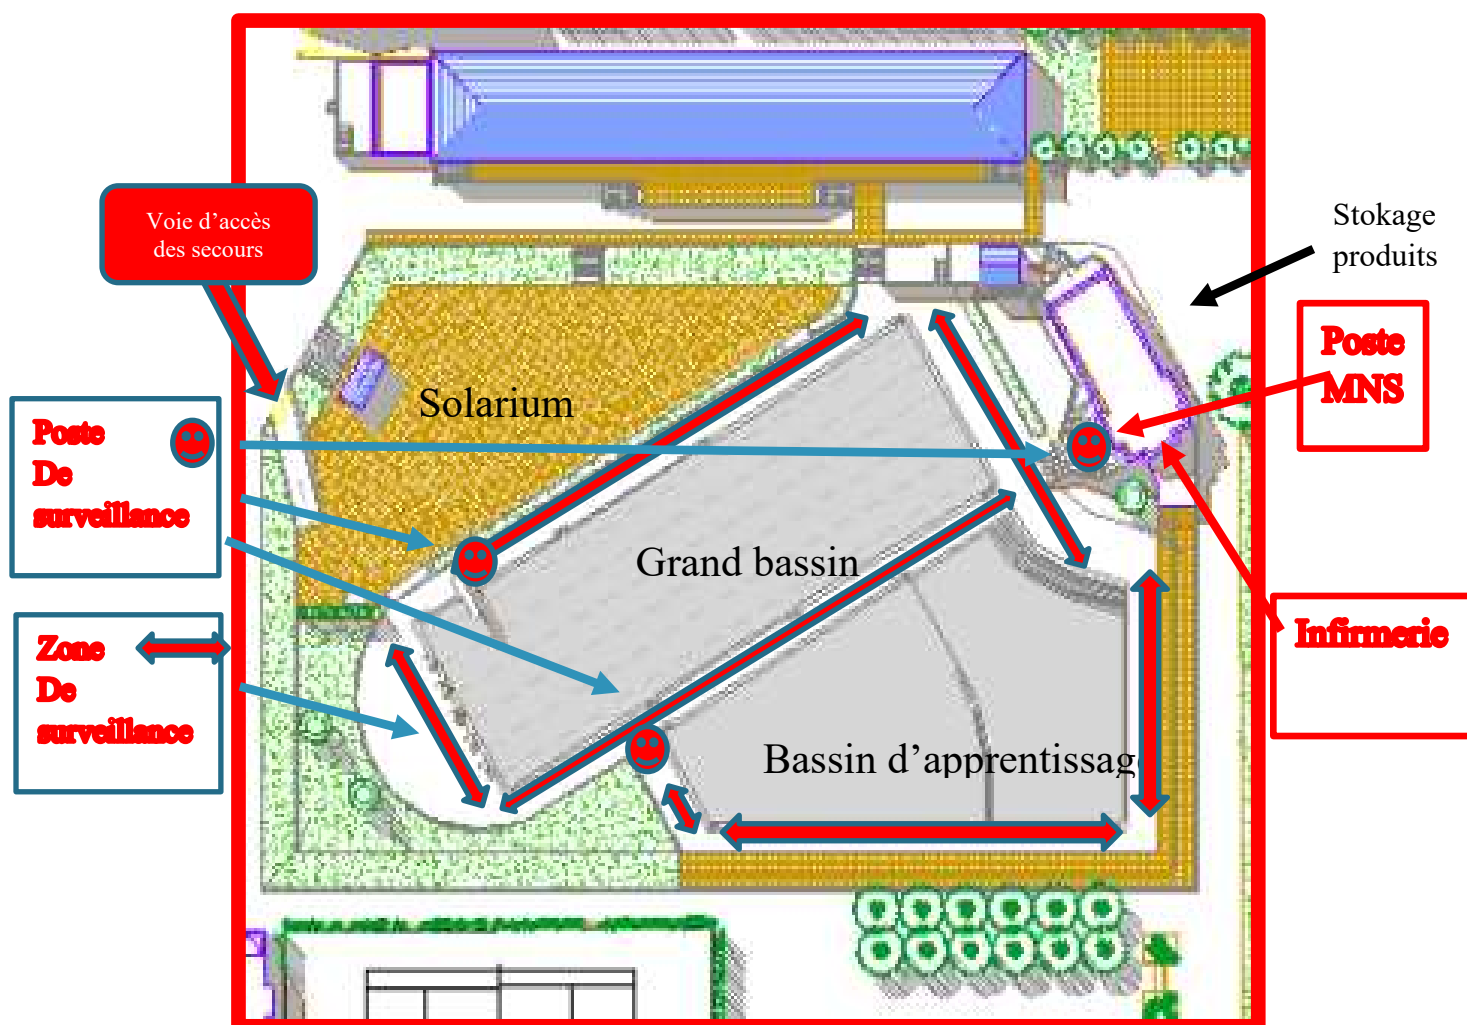 Voie d’accès
des secours
Stokage
produits
Poste
MNS
Solarium
Poste
De
surveillance
Grand bassin
Infirmerie
Zone
De
surveillance
Bassin d’apprentissag